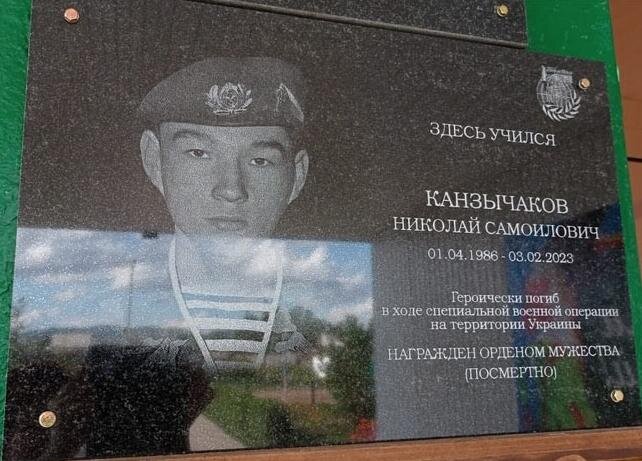 ЗДЕСЬ УЧИЛСЯ
КАНЗЫЧАКОВ
НИКОЛАЙ САМОИЛОВИЧ
01.04.1986 - 03.02.2023
Героически погиб
в ходе специальной военной операции
на территории Украины
НАГРАЖДЕН ОРДЕНОМ МУЖЕСТВА
(ПОСМЕРТНО)